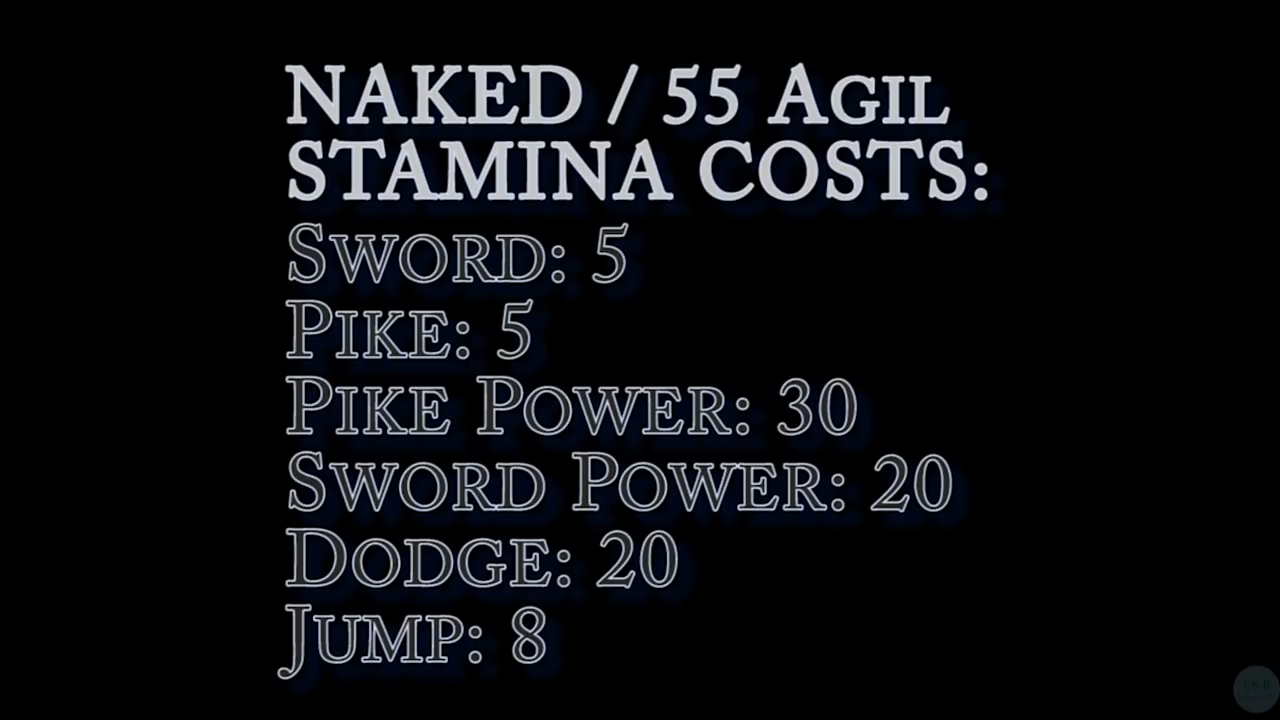 NAKED / 55 AGIL
STAMINA COSTS:
SWORD: 5
PIKE: 5
PIKE POWER: 30
SWORD POWER: 20
DODGE: 20
JUMP: 8